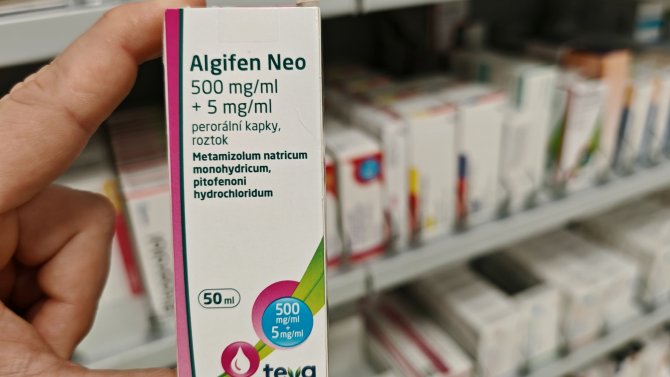 Algifen Neo
500 mg/ml
+ 5 mg/ml
perorální kapky,
roztok
Metamizolum natricum
monohydricum,
pitofenoni
hydrochloridum
50 ml
500
mg/ml
+
5 mg/ml
teva